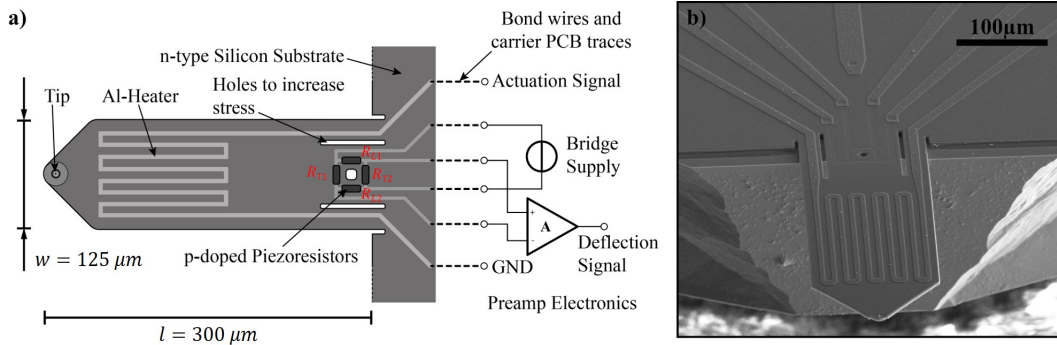 a)
Bond wires and
carrier PCB traces
n-type Silicon Substrate
Holes to increase
stress
Actuation Signal
Tip
Al-Heater
Bridge
Supply
R_L1
R_T1
R_T2
+
A
-
Deflection
Signal
w = 125 μm
p-doped Piezoresistors
GND
Preamp Electronics
l = 300 μm
b)
100μm